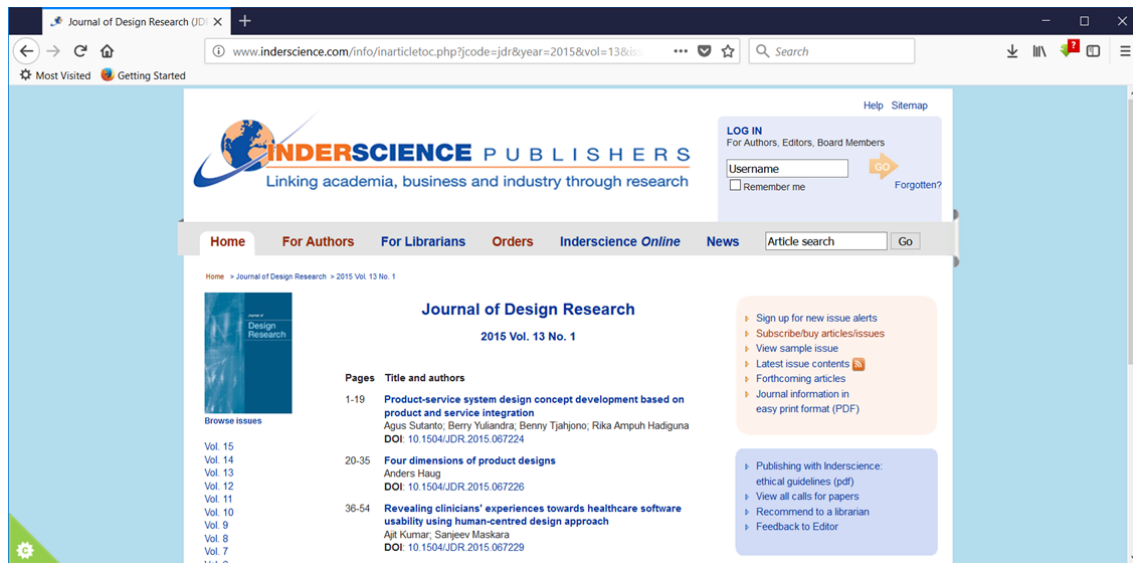 Journal of Design Research (JD
www.inderscience.com/info/inarticletoc.php?jcode=jdr&year=2015&vol=13&is
Search
Most Visited Getting Started
Help Sitemap
INDERSCIENCE PUBLISHERS
Linking academia, business and industry through research
LOG IN
For Authors, Editors, Board Members
Username
GO
Remember me
Forgotten?
Home For Authors For Librarians Orders Inderscience Online News Article search Go
Home > Journal of Design Research > 2015 Vol. 13 No. 1
Journal of
Design
Research
Browse issues
Vol. 15
Vol. 14
Vol. 13
Vol. 12
Vol. 11
Vol. 10
Vol. 9
Vol. 8
Vol. 7
Journal of Design Research
2015 Vol. 13 No. 1
Pages Title and authors
1-19 Product-service system design concept development based on
product and service integration
Agus Sutanto; Berry Yuliandra; Benny Tjahjono; Rika Ampuh Hadiguna
DOI: 10.1504/JDR.2015.067224
20-35 Four dimensions of product designs
Anders Haug
DOI: 10.1504/JDR.2015.067226
36-54 Revealing clinicians' experiences towards healthcare software
usability using human-centred design approach
Ajit Kumar; Sanjeev Maskara
DOI: 10.1504/JDR.2015.067229
Sign up for new issue alerts
Subscribe/buy articles/issues
View sample issue
Latest issue contents
Forthcoming articles
Journal information in
easy print format (PDF)
Publishing with Inderscience:
ethical guidelines (pdf)
View all calls for papers
Recommend to a librarian
Feedback to Editor